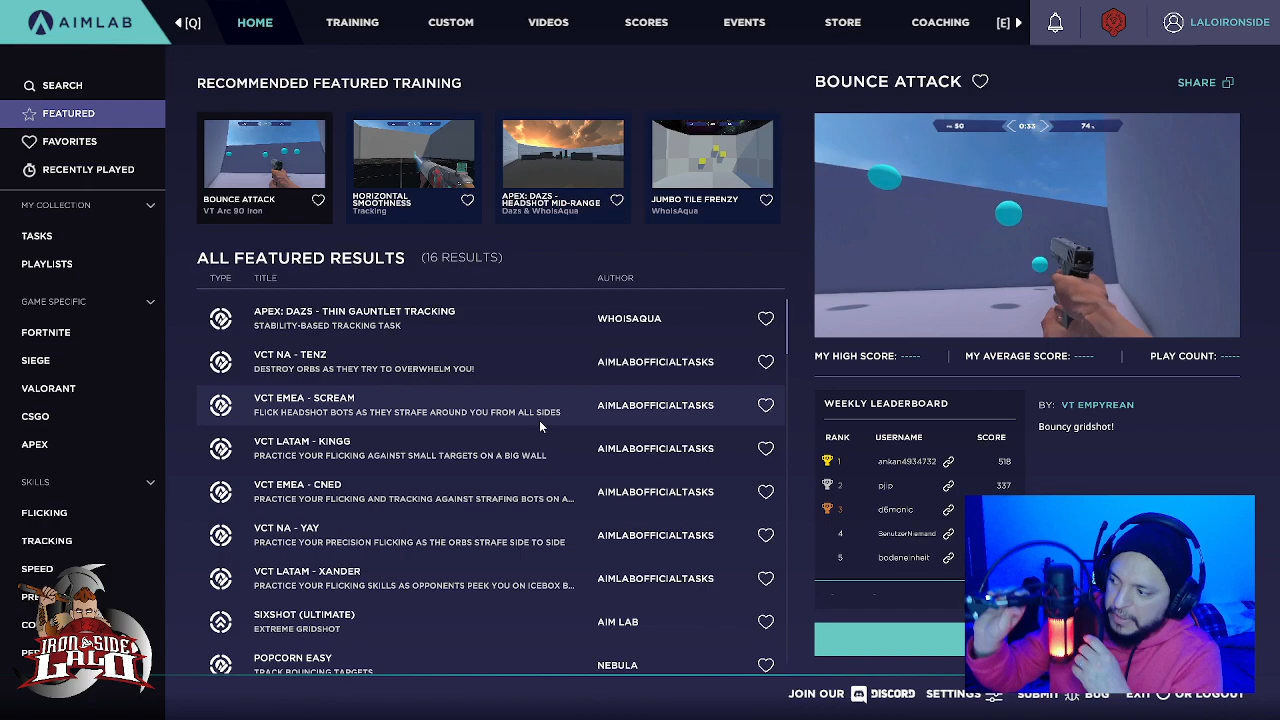 AIMLAB
[Q]
HOME
TRAINING
CUSTOM
VIDEOS
SCORES
EVENTS
STORE
COACHING
[E]
LALOIRONSIDE
SEARCH
FEATURED
FAVORITES
RECENTLY PLAYED
MY COLLECTION
TASKS
PLAYLISTS
GAME SPECIFIC
FORTNITE
SIEGE
VALORANT
CSGO
APEX
SKILLS
FLICKING
TRACKING
SPEED
IRON SIDE
LALO
RECOMMENDED FEATURED TRAINING
BOUNCE ATTACK
VT Arc 90 Iron
HORIZONTAL
SMOOTHNESS
Tracking
APEX: DAZS -
HEADSHOT MID-RANGE
Dazs & WhoisAqua
JUMBO TILE FRENZY
WhoisAqua
ALL FEATURED RESULTS (16 RESULTS)
TYPE TITLE AUTHOR
APEX: DAZS - THIN GAUNTLET TRACKING
STABILITY-BASED TRACKING TASK
WHOISAQUA
VCT NA - TENZ
DESTROY ORBS AS THEY TRY TO OVERWHELM YOU!
AIMLABOFFICIALTASKS
VCT EMEA - SCREAM
FLICK HEADSHOT BOTS AS THEY STRAFE AROUND YOU FROM ALL SIDES
AIMLABOFFICIALTASKS
VCT LATAM - KINGG
PRACTICE YOUR FLICKING AGAINST SMALL TARGETS ON A BIG WALL
AIMLABOFFICIALTASKS
VCT EMEA - CNED
PRACTICE YOUR FLICKING AND TRACKING AGAINST STRAFING BOTS ON A...
AIMLABOFFICIALTASKS
VCT NA - YAY
PRACTICE YOUR PRECISION FLICKING AS THE ORBS STRAFE SIDE TO SIDE
AIMLABOFFICIALTASKS
VCT LATAM - XANDER
PRACTICE YOUR FLICKING SKILLS AS OPPONENTS PEEK YOU ON ICEBOX B...
AIMLABOFFICIALTASKS
SIXSHOT (ULTIMATE)
EXTREME GRIDSHOT
AIM LAB
POPCORN EASY
TRACK BOUNCING TARGETS
NEBULA
BOUNCE ATTACK
SHARE
50
0:33
74
MY HIGH SCORE: ----- MY AVERAGE SCORE: ----- PLAY COUNT: -----
WEEKLY LEADERBOARD
RANK USERNAME SCORE
1 ankan4934732 518
2 pjip 337
3 d6monic
4 BenutzerNiemand
5 bodeneinheit
BY: VT EMPYREAN
Bouncy gridshot!
JOIN OUR DISCORD
SETTINGS
SUBMIT BUG
EXIT OR LOGOUT